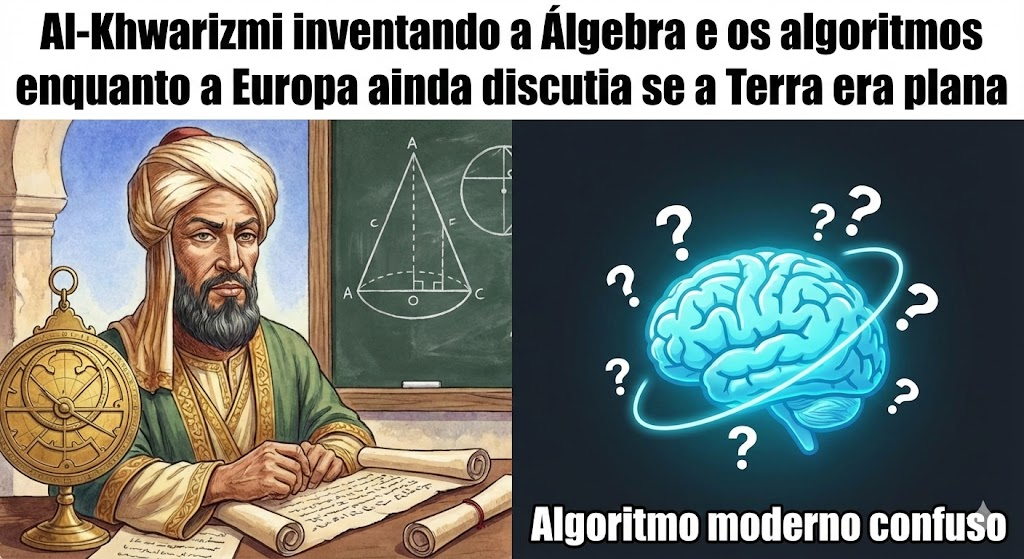 Al-Khwarizmi inventando a Álgebra e os algoritmos
enquanto a Europa ainda discutia se a Terra era plana
A
C
F
A
O
C
?
?
?
?
?
?
?
?
Algoritmo moderno confuso